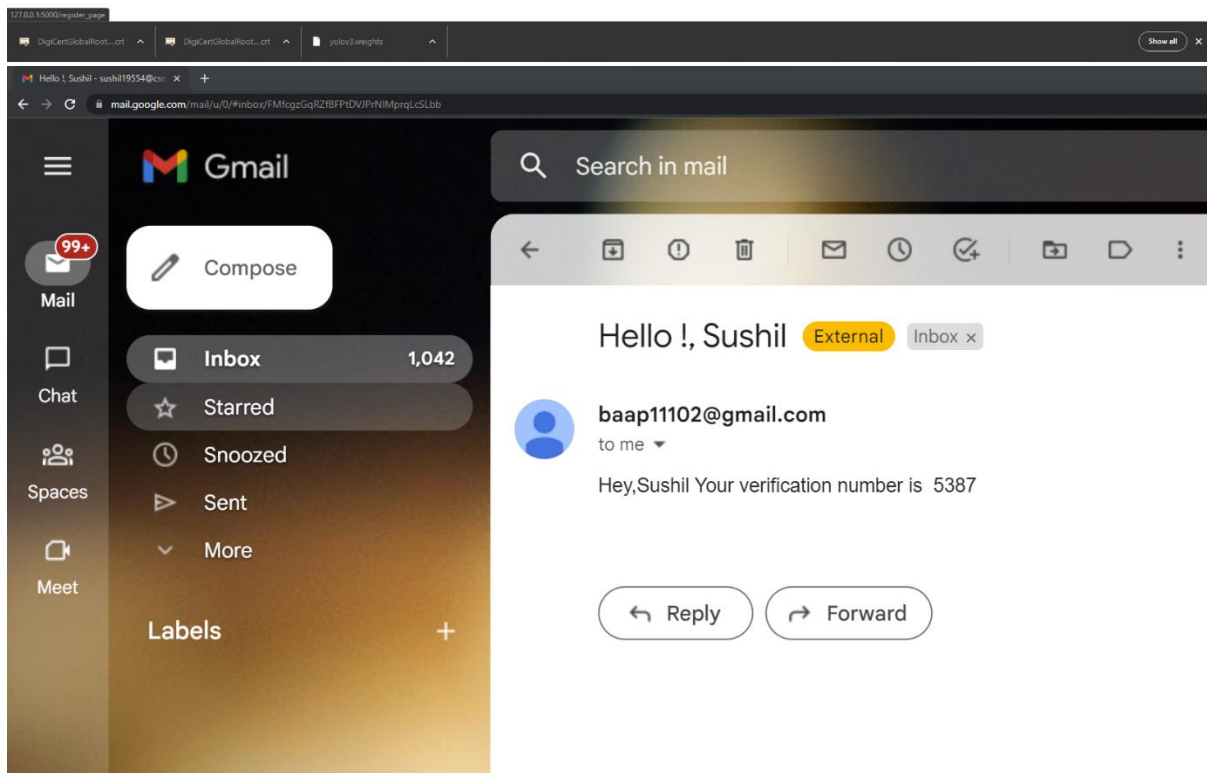 127.0.0.1:5000/register_page
DigiCertGlobalRoot....crt DigiCertGlobalRoot....crt yolov3.weights Show all
Hello !, Sushil - sushil19554@cse
mail.google.com/mail/u/0/#inbox/FMfcgzGqRZfBFPtDVJPrNlMprqLcSLbb
Gmail
Search in mail
99+
Compose
Mail
Hello !, Sushil External Inbox ×
Inbox 1,042
Chat
Starred
baap11102@gmail.com
to me
Snoozed
Hey,Sushil Your verification number is 5387
Spaces
Sent
More
Meet
Reply Forward
Labels